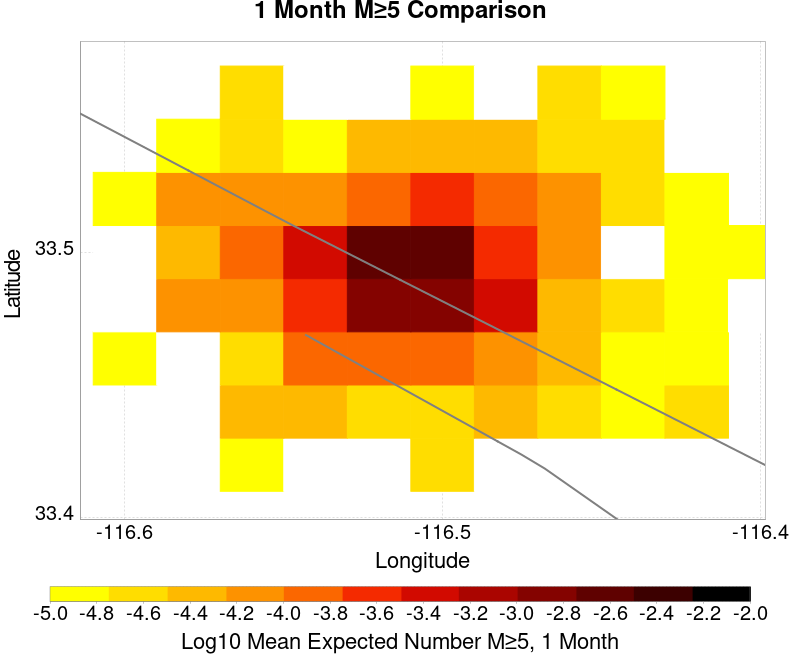 1 Month M≥5 Comparison
Latitude
33.5
33.4
-116.6 -116.5 -116.4
Longitude
-5.0 -4.8 -4.6 -4.4 -4.2 -4.0 -3.8 -3.6 -3.4 -3.2 -3.0 -2.8 -2.6 -2.4 -2.2 -2.0
Log10 Mean Expected Number M≥5, 1 Month